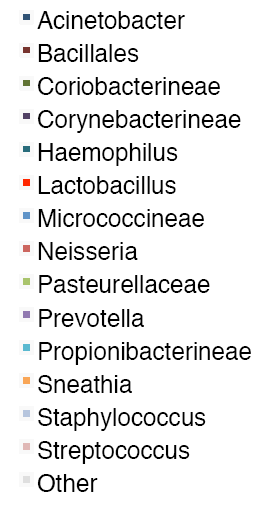 Acinetobacter
Bacillales
Coriobacterineae
Corynebacterineae
Haemophilus
Lactobacillus
Micrococcineae
Neisseria
Pasteurellaceae
Prevotella
Propionibacterineae
Sneathia
Staphylococcus
Streptococcus
Other